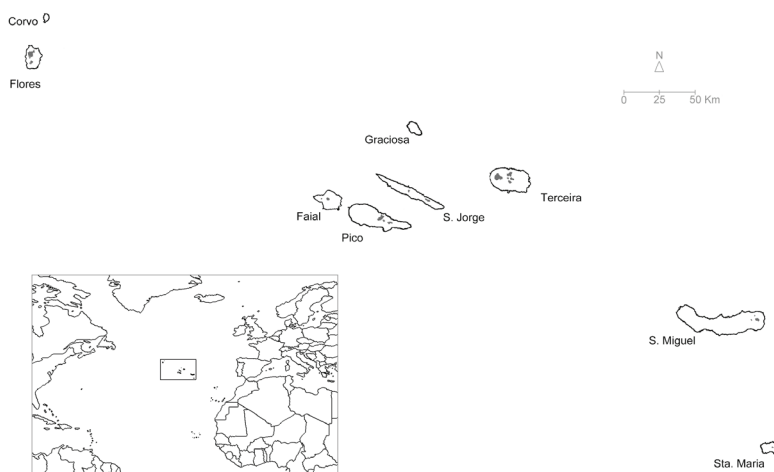 Corvo
Flores
N
0 25 50 Km
Graciosa
Terceira
Faial
S. Jorge
Pico
S. Miguel
Sta. Maria